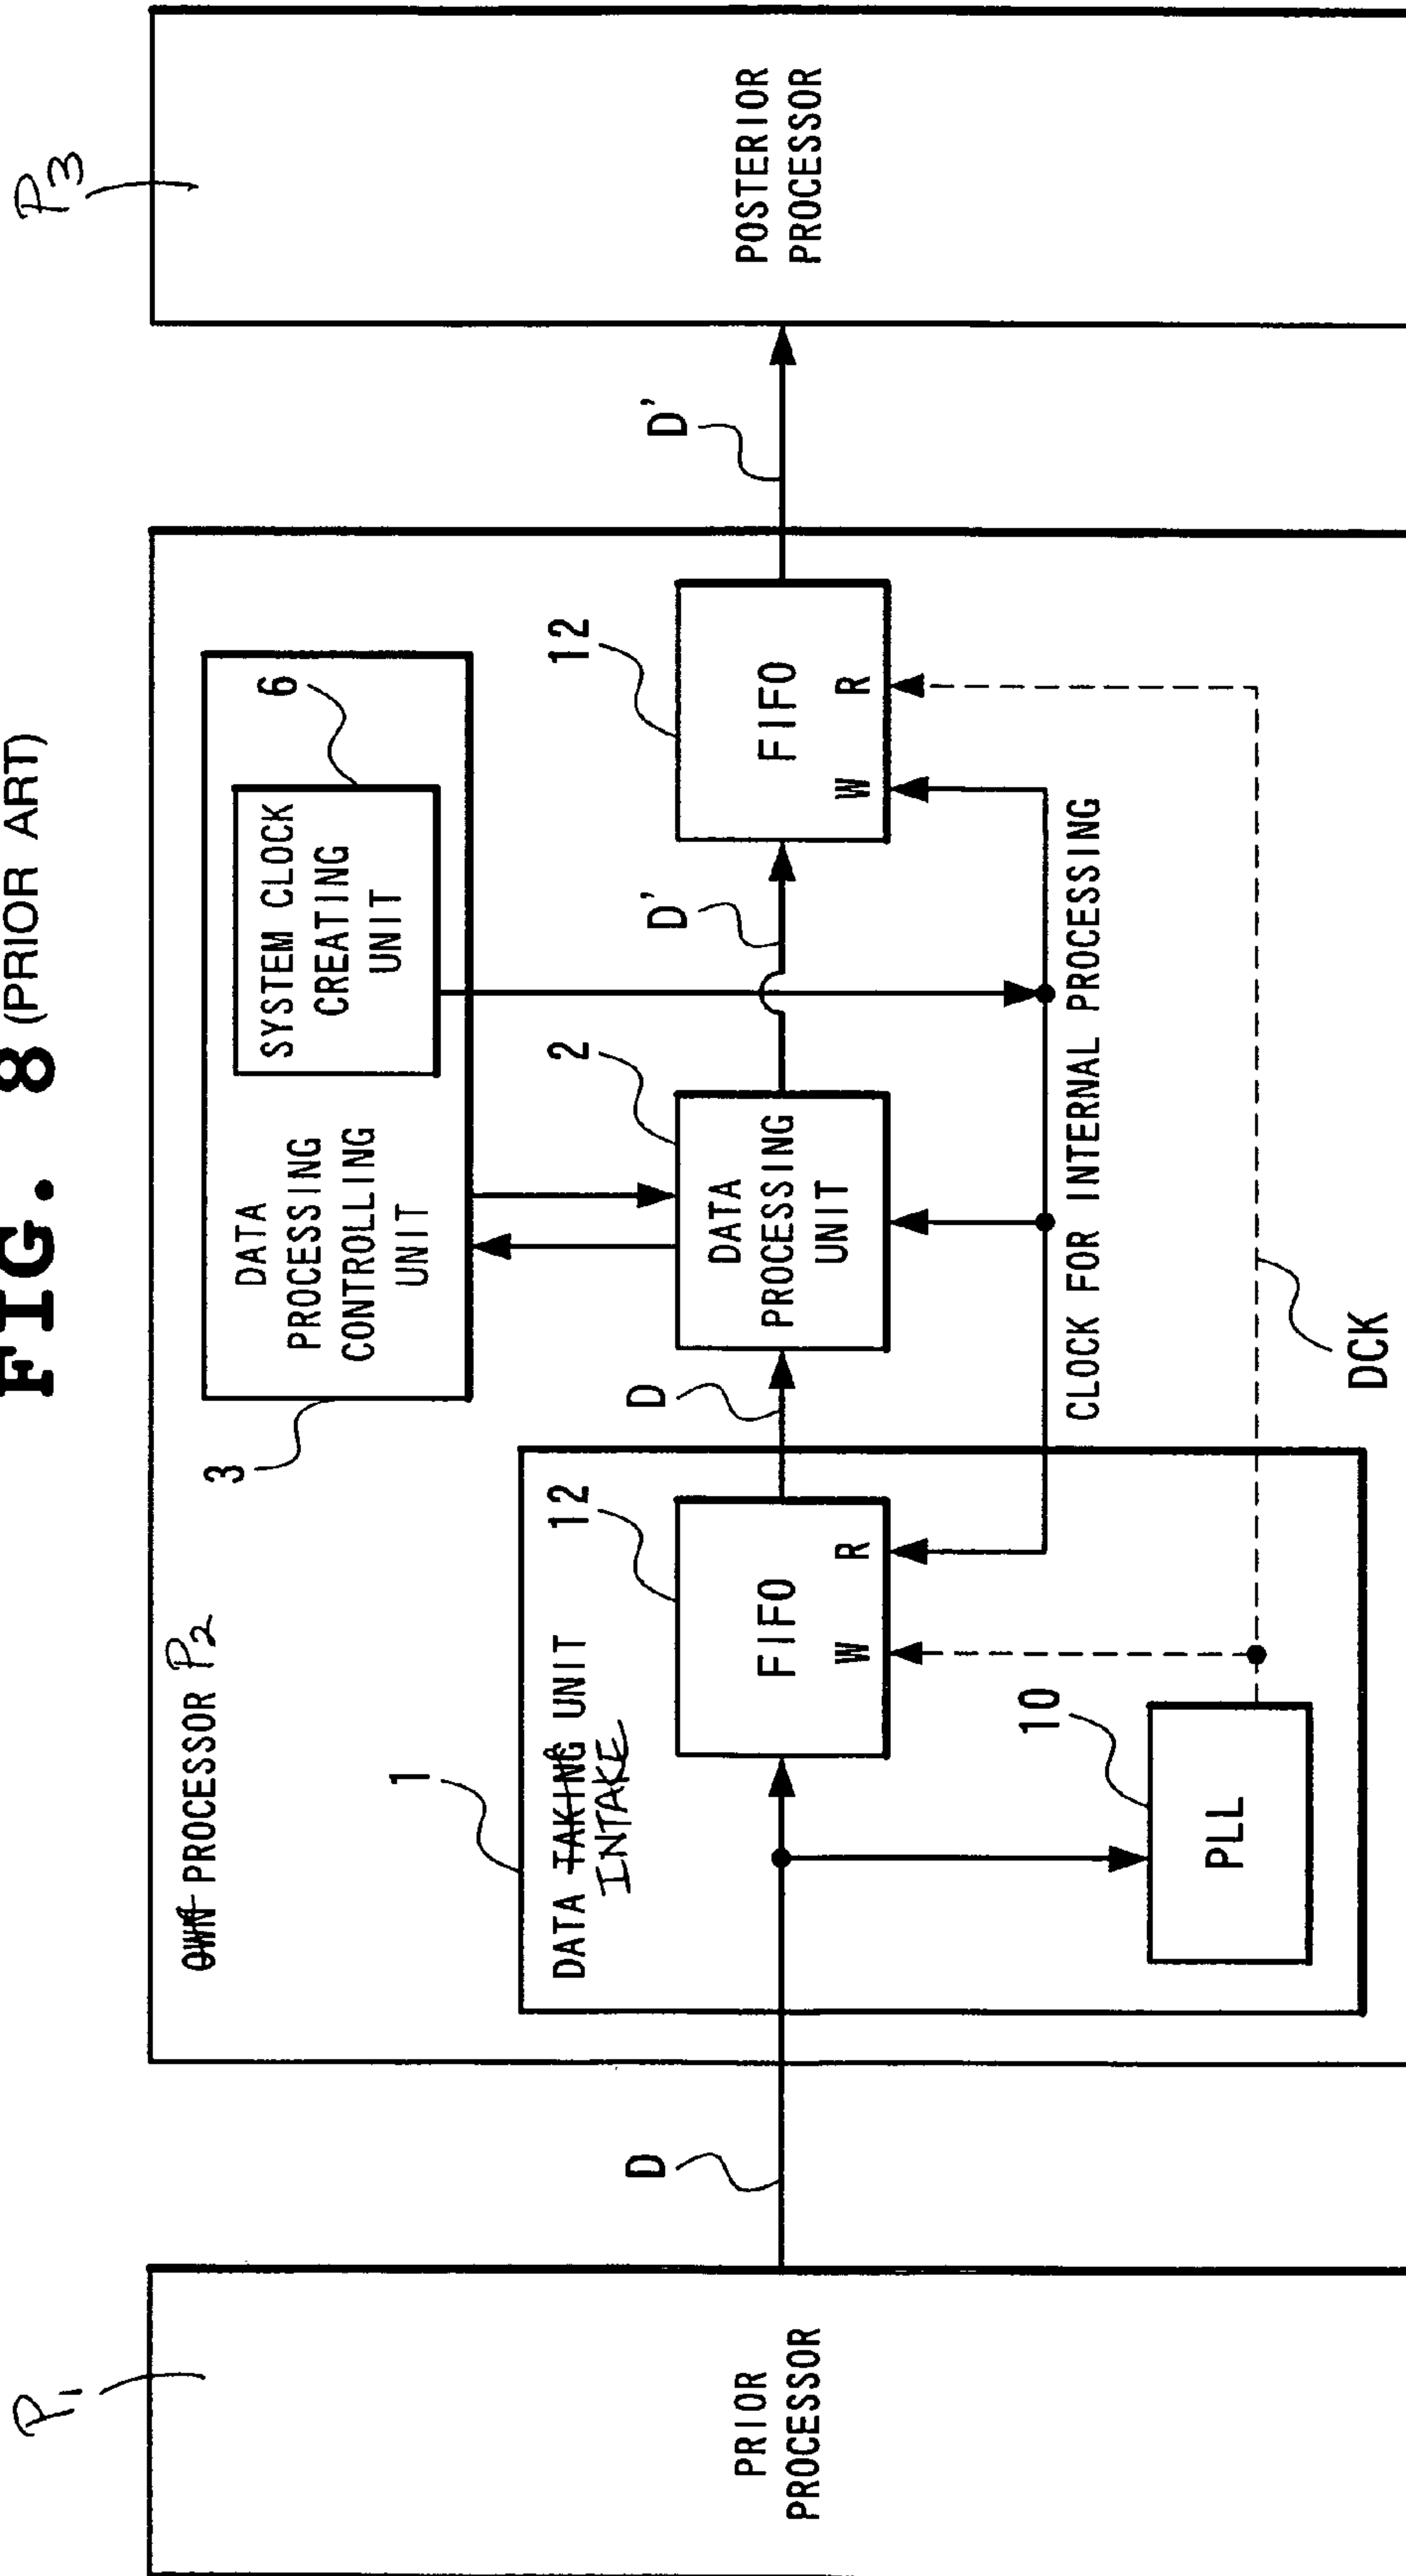 FIG. 8 (PRIOR ART)
P1
PRIOR
PROCESSOR
D
OWN PROCESSOR P2
1
DATA TAKING UNIT
INTAKE
12
FIFO
W R
10
PLL
D
3
DATA
PROCESSING
CONTROLLING
UNIT
6
SYSTEM CLOCK
CREATING
UNIT
2
DATA
PROCESSING
UNIT
D'
12
FIFO
W R
CLOCK FOR INTERNAL PROCESSING
DCK
D'
P3
POSTERIOR
PROCESSOR